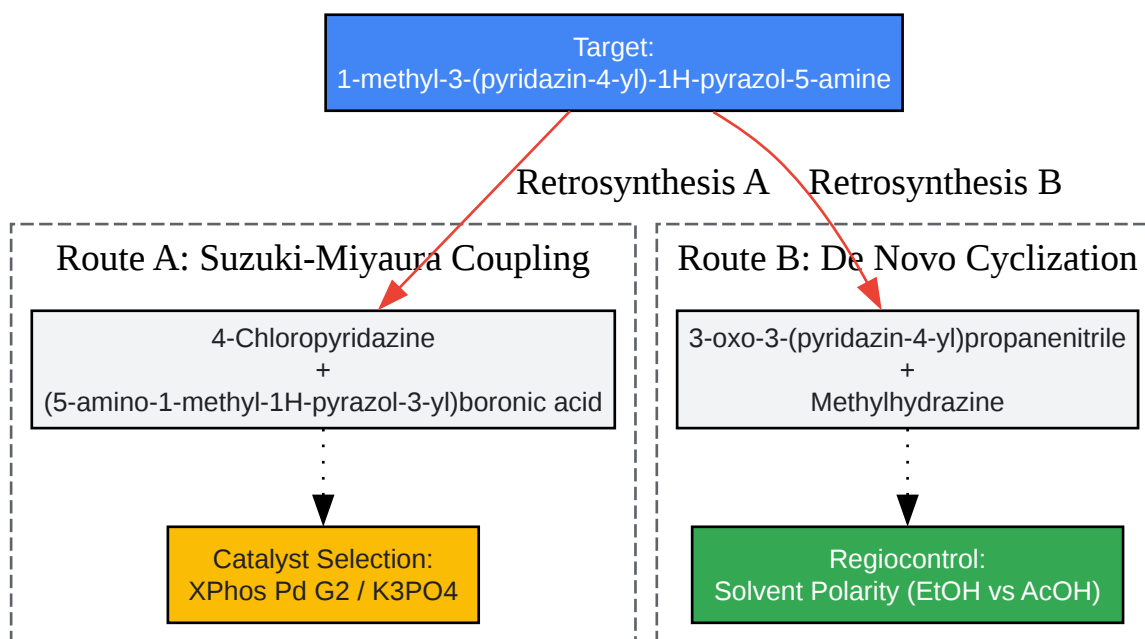 Target:
1-methyl-3-(pyridazin-4-yl)-1H-pyrazol-5-amine
Retrosynthesis A
Retrosynthesis B
Route A: Suzuki-Miyaura Coupling
4-Chloropyridazine
+
(5-amino-1-methyl-1H-pyrazol-3-yl)boronic acid
Catalyst Selection:
XPhos Pd G2 / K3PO4
Route B: De Novo Cyclization
3-oxo-3-(pyridazin-4-yl)propanenitrile
+
Methylhydrazine
Regiocontrol:
Solvent Polarity (EtOH vs AcOH)